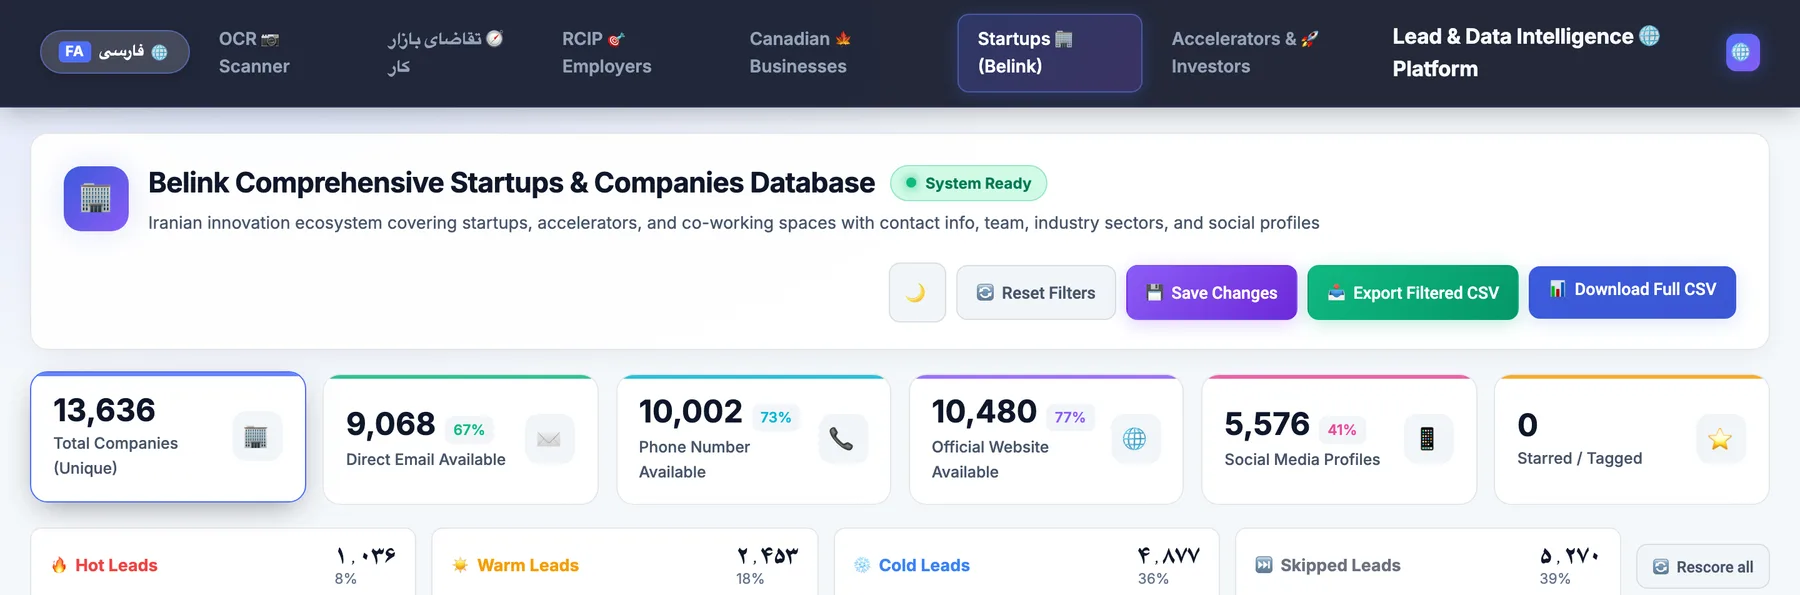 FA فارسی
OCR Scanner
تقاضای بازار کار
RCIP Employers
Canadian Businesses
Startups (Belink)
Accelerators & Investors
Lead & Data Intelligence Platform
Belink Comprehensive Startups & Companies Database
System Ready
Iranian innovation ecosystem covering startups, accelerators, and co-working spaces with contact info, team, industry sectors, and social profiles
Reset Filters
Save Changes
Export Filtered CSV
Download Full CSV
13,636
Total Companies
(Unique)
9,068 67%
Direct Email Available
10,002 73%
Phone Number
Available
10,480 77%
Official Website
Available
5,576 41%
Social Media Profiles
0
Starred / Tagged
Hot Leads
۱,۰۳۶
8%
Warm Leads
۲,۴۵۳
18%
Cold Leads
۴,۸۷۷
36%
Skipped Leads
۵,۲۷۰
39%
Rescore all